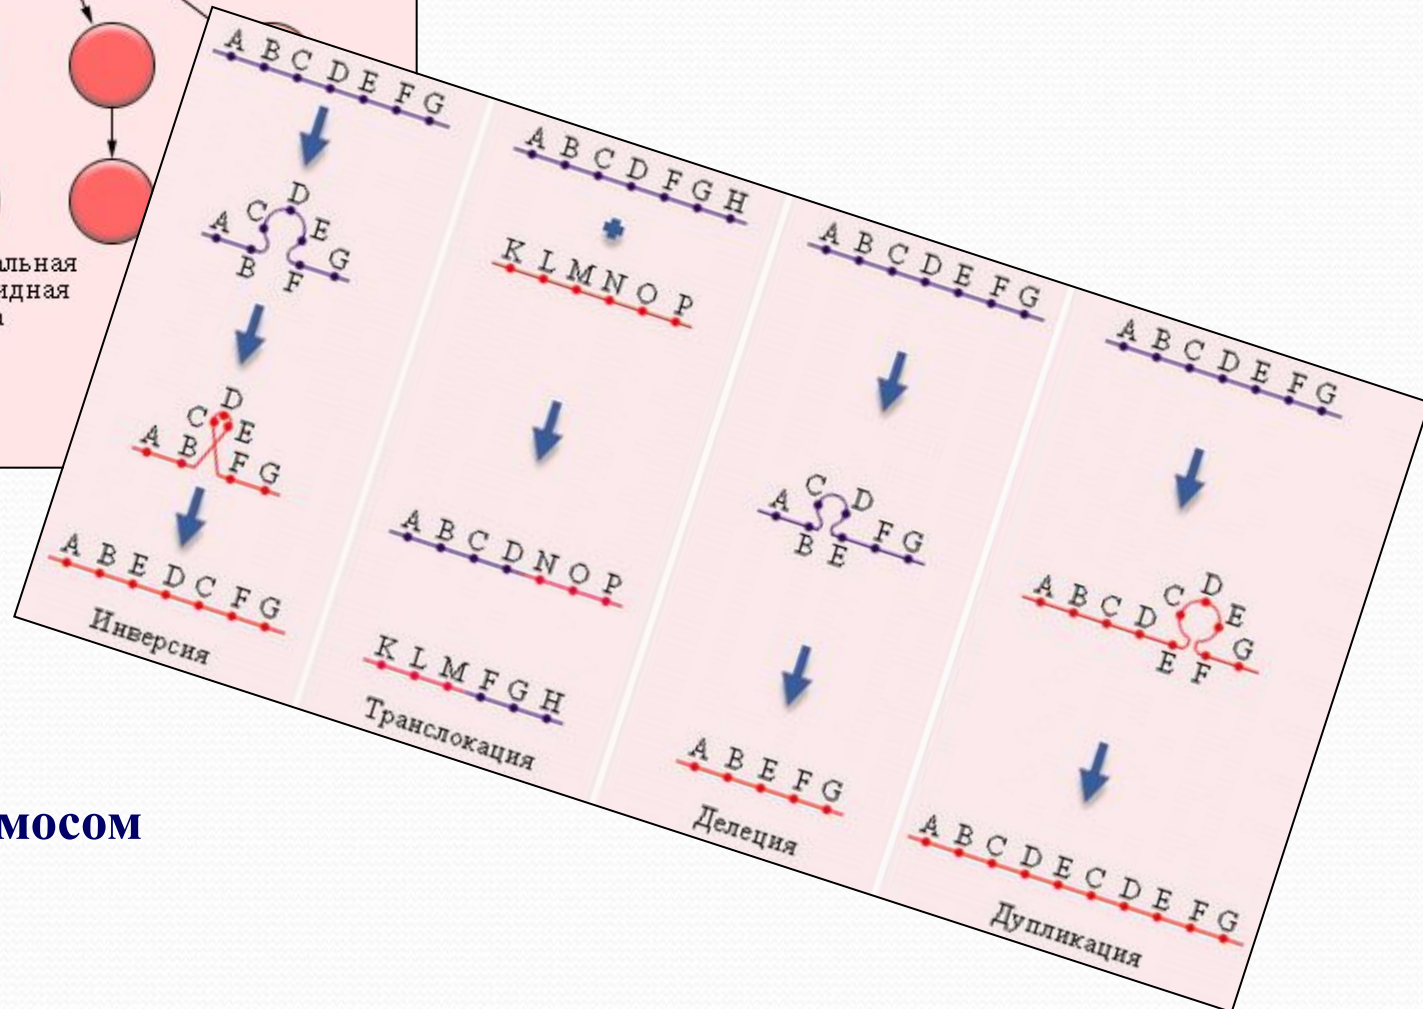 альная
идная
мосом
A B C D E F G
A B C D E F G
A B C D E F G
A B E D C F G
Инверсия
A B C D F G H
K L M N O P
A B C D N O P
K L M F G H
Транслокация
A B C D E F G
A B C D E F G
A B E F G
Делеция
A B C D E F G
A B C D E C D E F G
A B C D E C D E F G
Дупликация